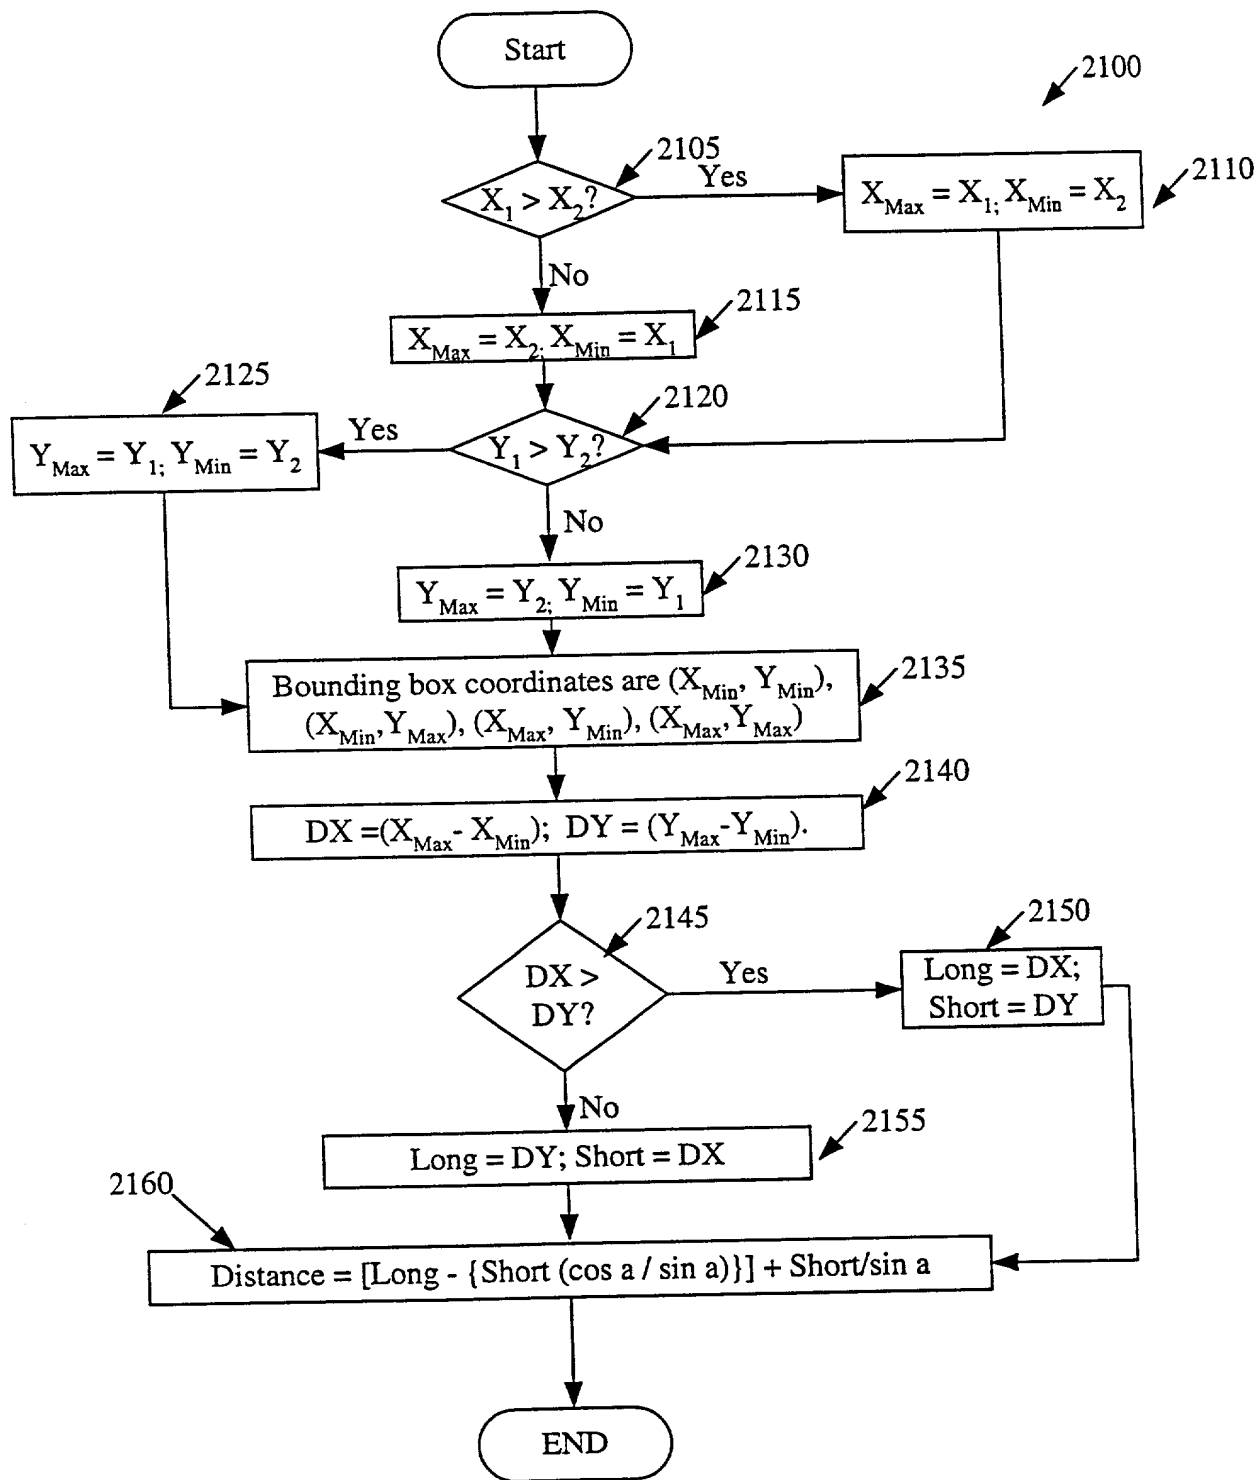 Start
2100
2105
X1 > X2?
Yes
XMax = X1; XMin = X2
2110
No
2115
XMax = X2; XMin = X1
2125
2120
Yes
YMax = Y1; YMin = Y2
Y1 > Y2?
No
2130
YMax = Y2; YMin = Y1
Bounding box coordinates are (XMin, YMin),
(XMin,YMax), (XMax, YMin), (XMax,YMax)
2135
2140
DX =(XMax- XMin); DY = (YMax-YMin).
2145
2150
DX >
DY?
Yes
Long = DX;
Short = DY
No
2155
Long = DY; Short = DX
2160
Distance = [Long - {Short (cos a / sin a)}] + Short/sin a
END